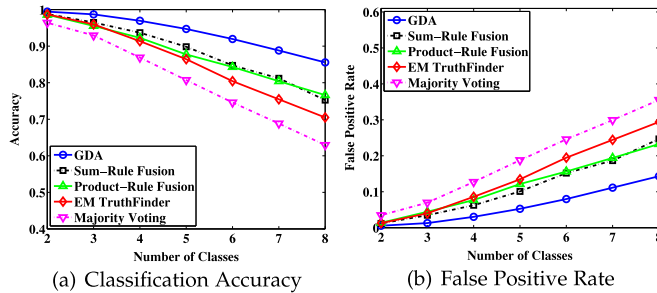 1
0.9
0.8
0.7
0.6
0.5
0.4
Accuracy
GDA
Sum-Rule Fusion
Product-Rule Fusion
EM TruthFinder
Majority Voting
2 3 4 5 6 7 8
Number of Classes
(a) Classification Accuracy
0.6
0.5
0.4
0.3
0.2
0.1
0
False Positive Rate
GDA
Sum-Rule Fusion
Product-Rule Fusion
EM TruthFinder
Majority Voting
2 3 4 5 6 7 8
Number of Classes
(b) False Positive Rate